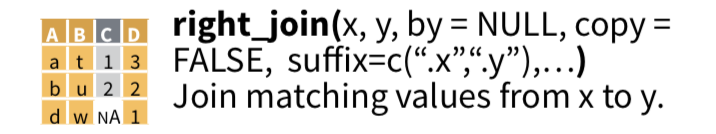 A B C D
a t 1 3
b u 2 2
d w NA 1
right_join(x, y, by = NULL, copy =
FALSE, suffix=c(“.x”,“.y”),…)
Join matching values from x to y.